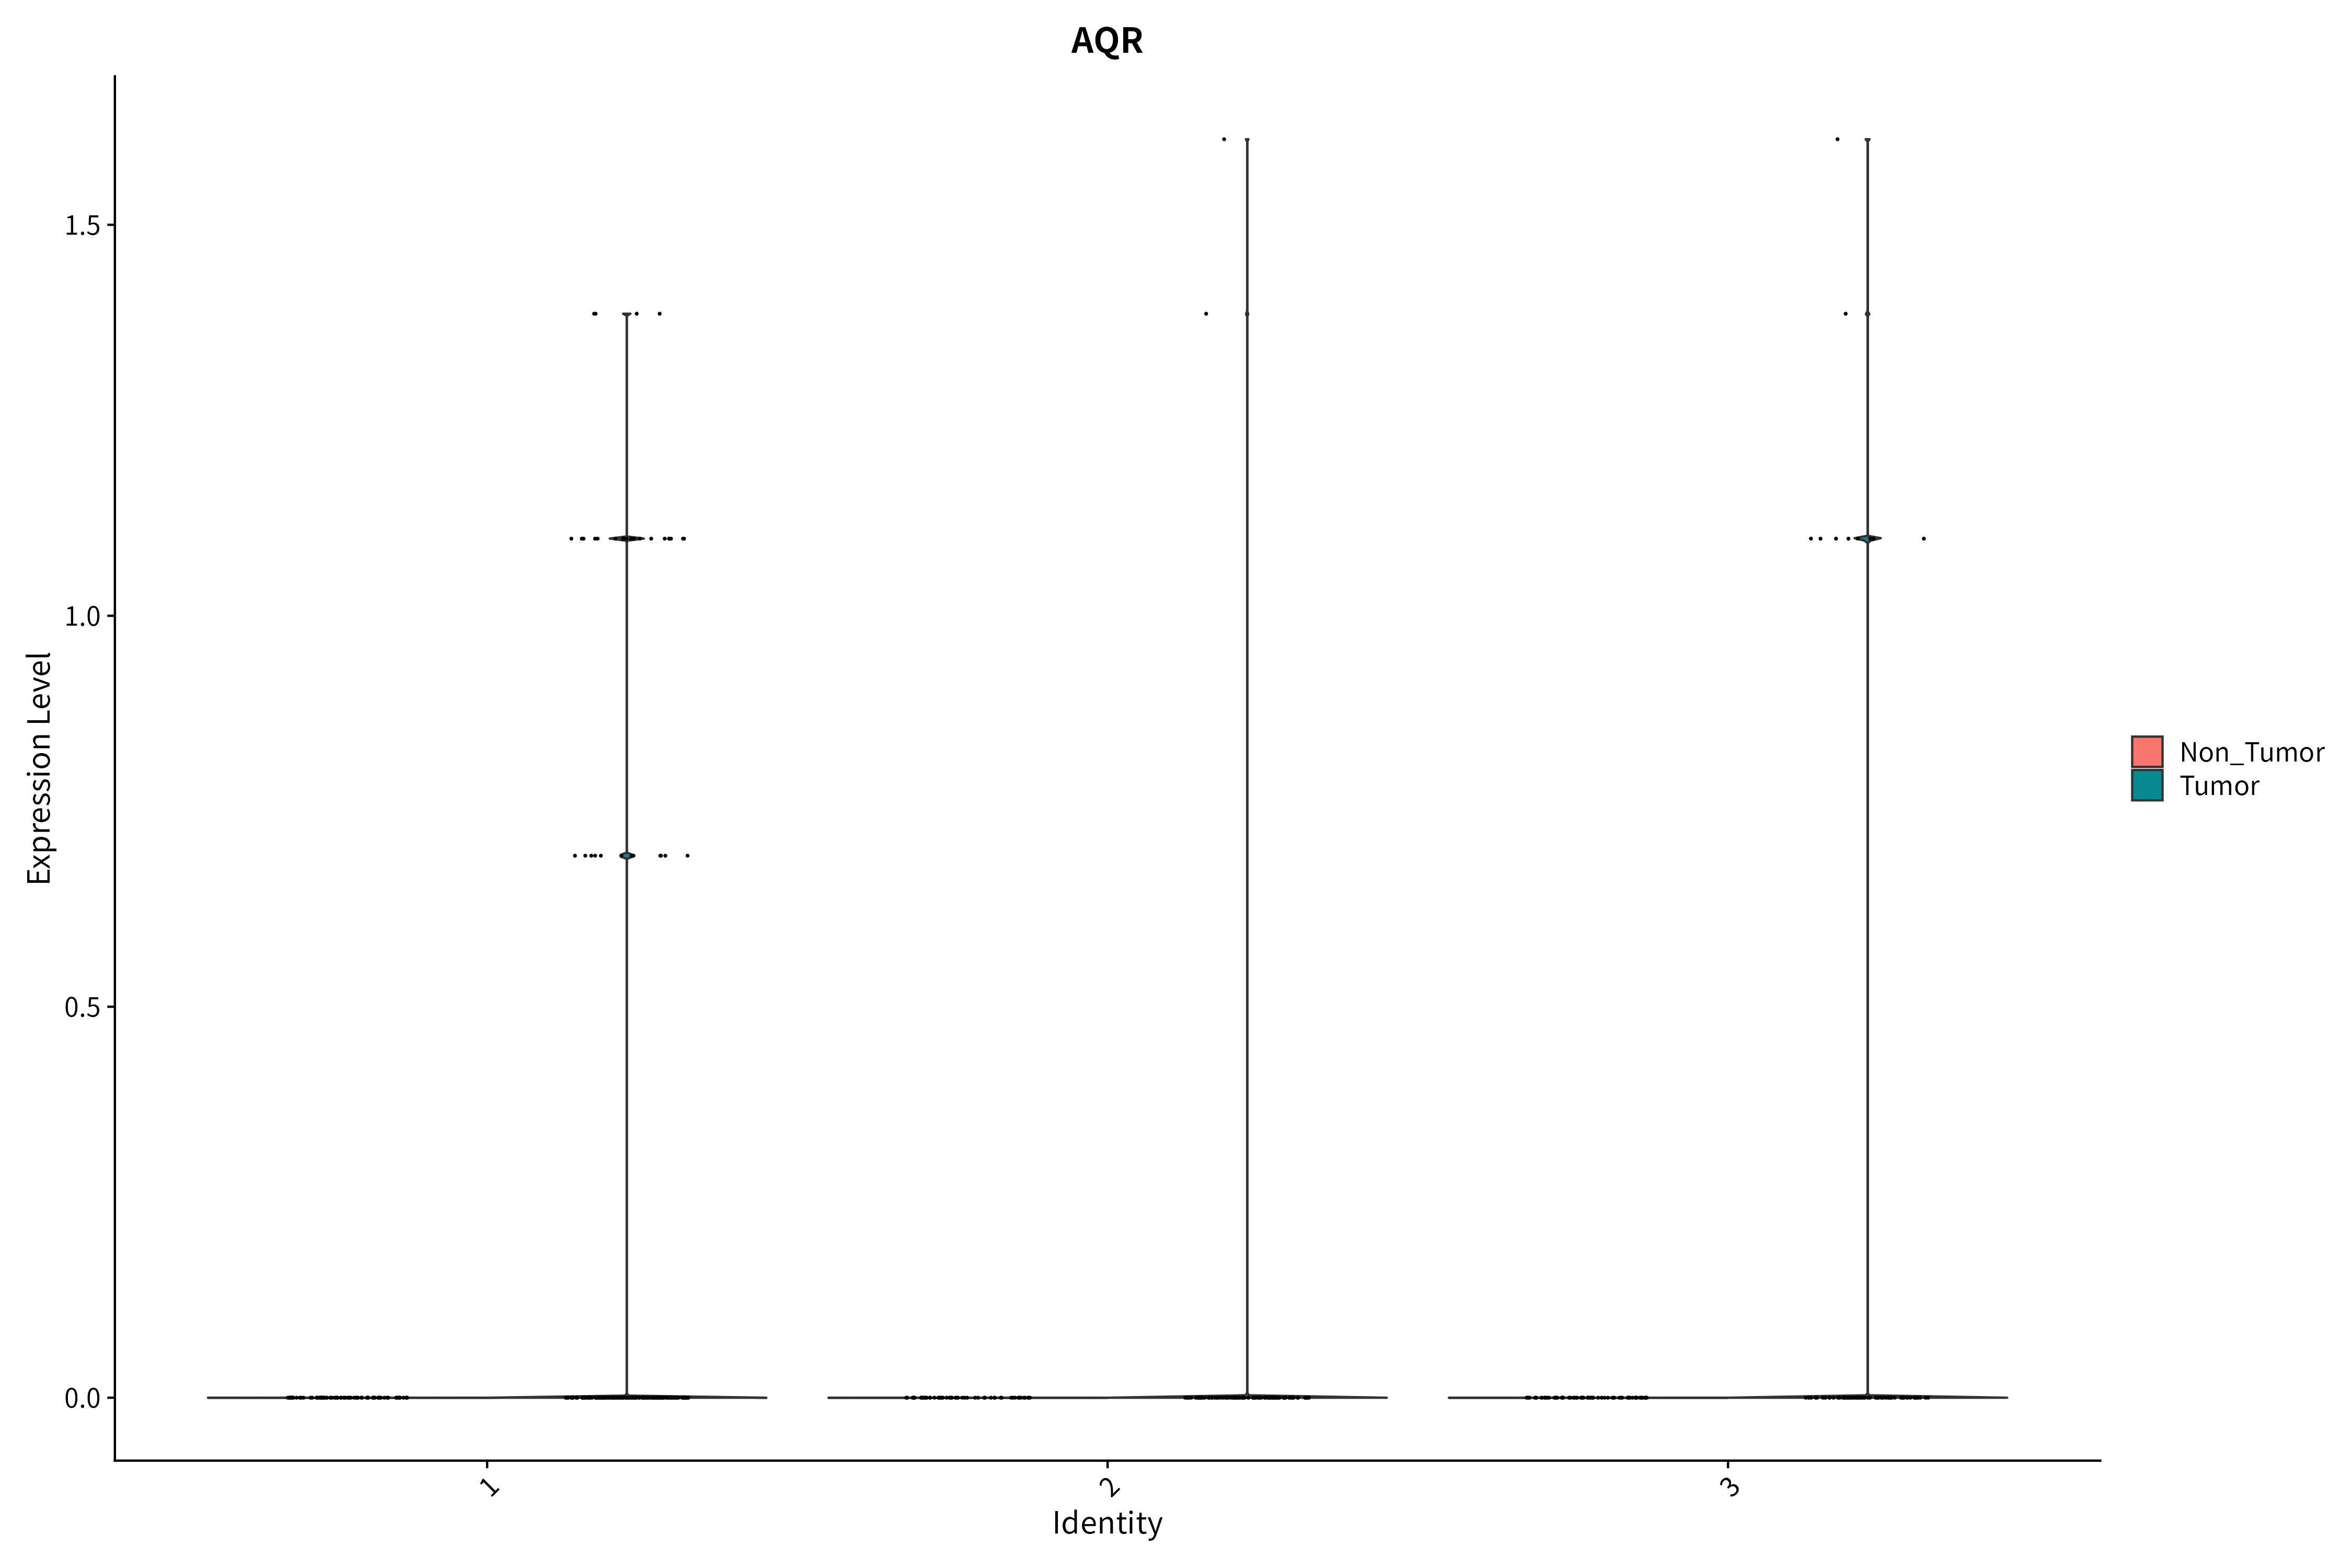 AQR
Expression Level
1.5
1.0
0.5
0.0
1
2
3
Identity
Non_Tumor
Tumor